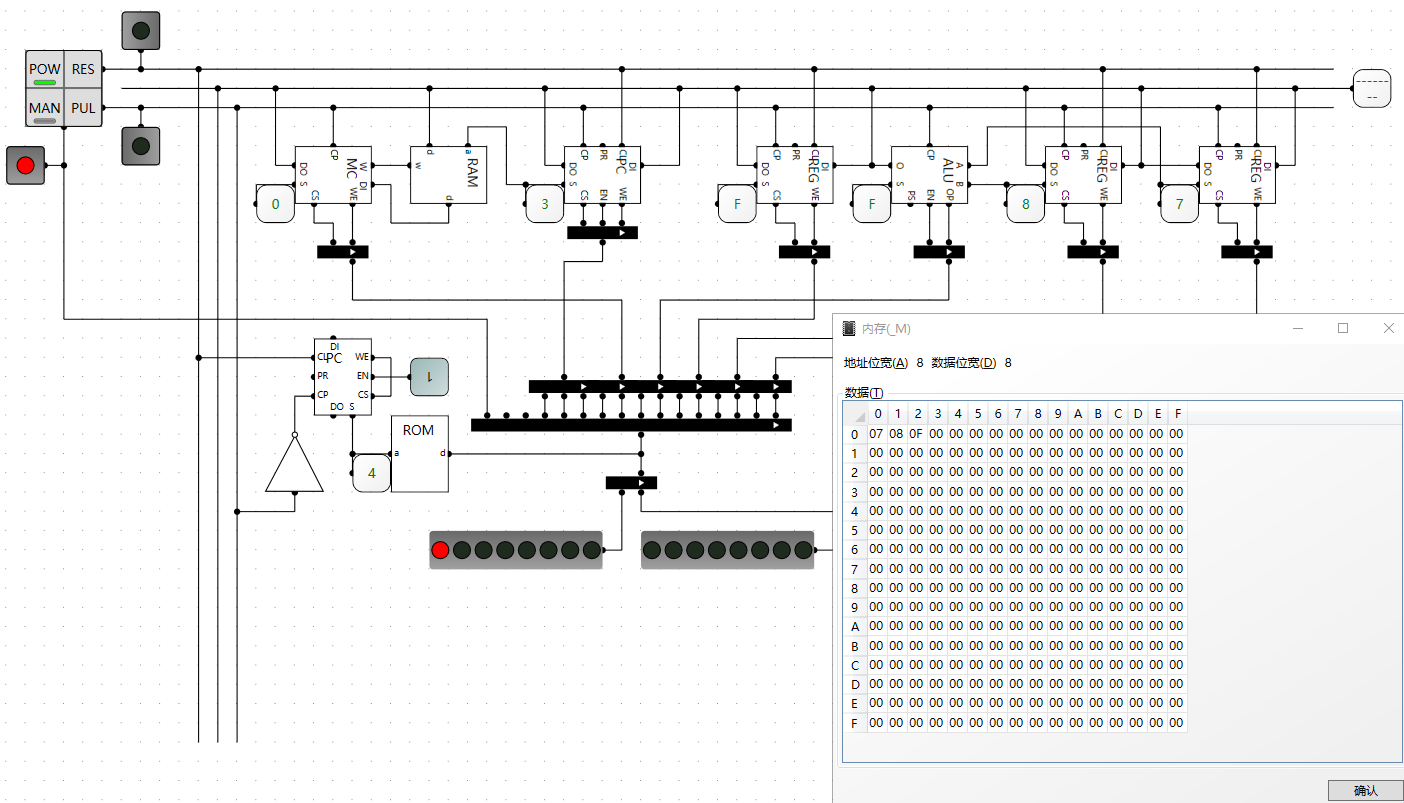 POW RES
MAN PUL
CP
DO S
CS
MC
W DI
WE
0
d
w
a
RAM
d
CP PR CL
DO S
PC
DI
CS EN WE
3
CP PR CL
DO S
REG
DI
CS WE
F
CP
O S
ALU
A B
PS EN OP
F
CP PR CL
DO S
REG
DI
CS WE
8
CP PR CL
DO S
REG
DI
CS WE
7
-----
--
DI
CL PC WE
PR EN
CP CS
DO S
1
ROM
a d
4
内存(_M)
地址位宽(A) 8 数据位宽(D) 8
数据(T)
0 1 2 3 4 5 6 7 8 9 A B C D E F
0 07 08 0F 00 00 00 00 00 00 00 00 00 00 00 00 00
1 00 00 00 00 00 00 00 00 00 00 00 00 00 00 00 00
2 00 00 00 00 00 00 00 00 00 00 00 00 00 00 00 00
3 00 00 00 00 00 00 00 00 00 00 00 00 00 00 00 00
4 00 00 00 00 00 00 00 00 00 00 00 00 00 00 00 00
5 00 00 00 00 00 00 00 00 00 00 00 00 00 00 00 00
6 00 00 00 00 00 00 00 00 00 00 00 00 00 00 00 00
7 00 00 00 00 00 00 00 00 00 00 00 00 00 00 00 00
8 00 00 00 00 00 00 00 00 00 00 00 00 00 00 00 00
9 00 00 00 00 00 00 00 00 00 00 00 00 00 00 00 00
A 00 00 00 00 00 00 00 00 00 00 00 00 00 00 00 00
B 00 00 00 00 00 00 00 00 00 00 00 00 00 00 00 00
C 00 00 00 00 00 00 00 00 00 00 00 00 00 00 00 00
D 00 00 00 00 00 00 00 00 00 00 00 00 00 00 00 00
E 00 00 00 00 00 00 00 00 00 00 00 00 00 00 00 00
F 00 00 00 00 00 00 00 00 00 00 00 00 00 00 00 00
确认